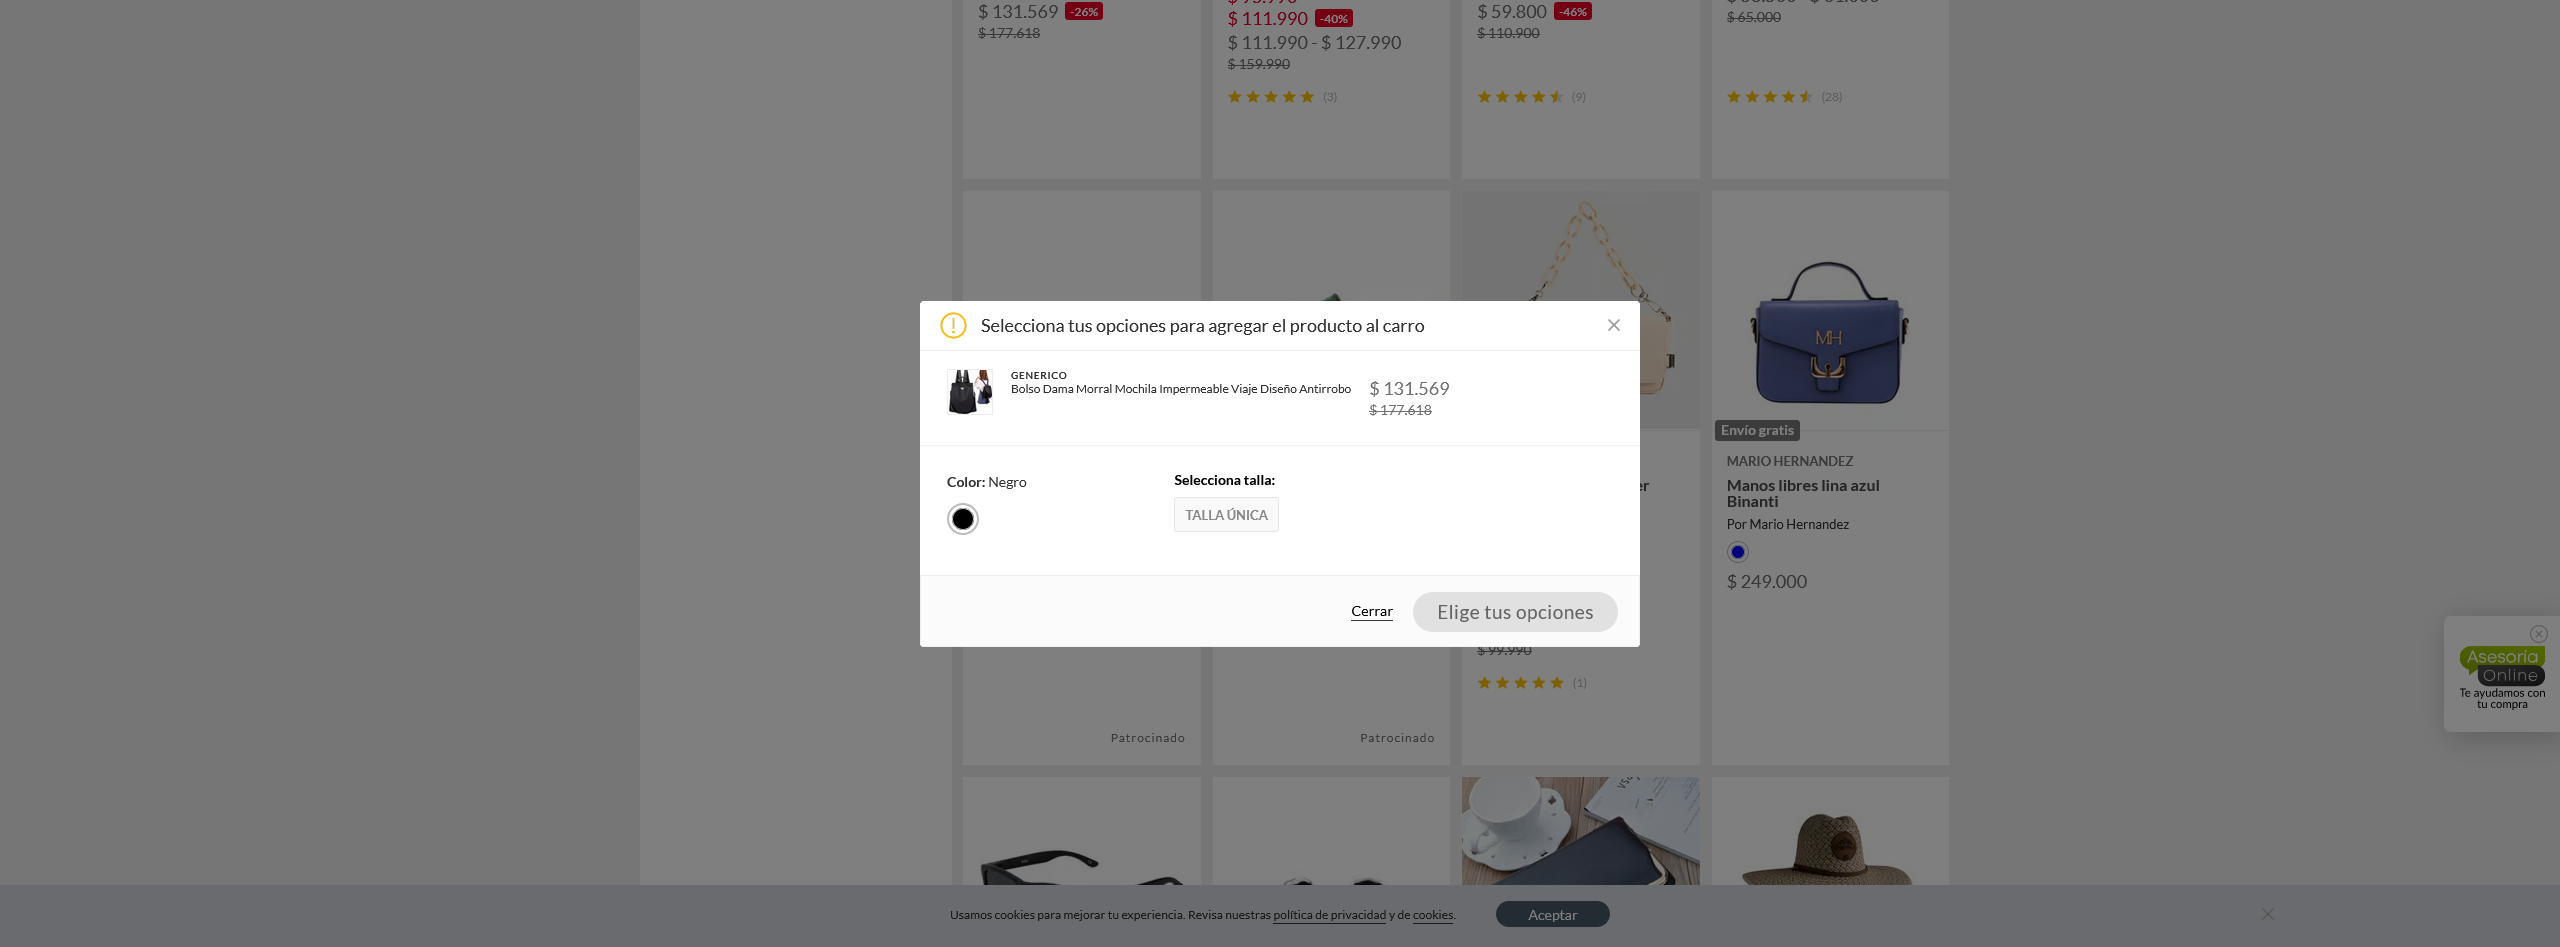 $ 131.569 -26%
$ 177.618
$ 111.990 -40%
$ 111.990 - $ 127.990
$ 159.990
(3)
$ 59.800 -46%
$ 110.900
(9)
$ 65.000
(28)
Selecciona tus opciones para agregar el producto al carro
GENERICO
Bolso Dama Morral Mochila Impermeable Viaje Diseño Antirrobo
$ 131.569
$ 177.618
Color: Negro
Selecciona talla:
TALLA ÚNICA
Cerrar
Elige tus opciones
MH
Envío gratis
MARIO HERNANDEZ
Manos libres lina azul
Binanti
Por Mario Hernandez
$ 249.000
$ 99.990
(1)
Patrocinado
Patrocinado
Asesoría
Online
Te ayudamos con
tu compra
Usamos cookies para mejorar tu experiencia. Revisa nuestras política de privacidad y de cookies.
Aceptar